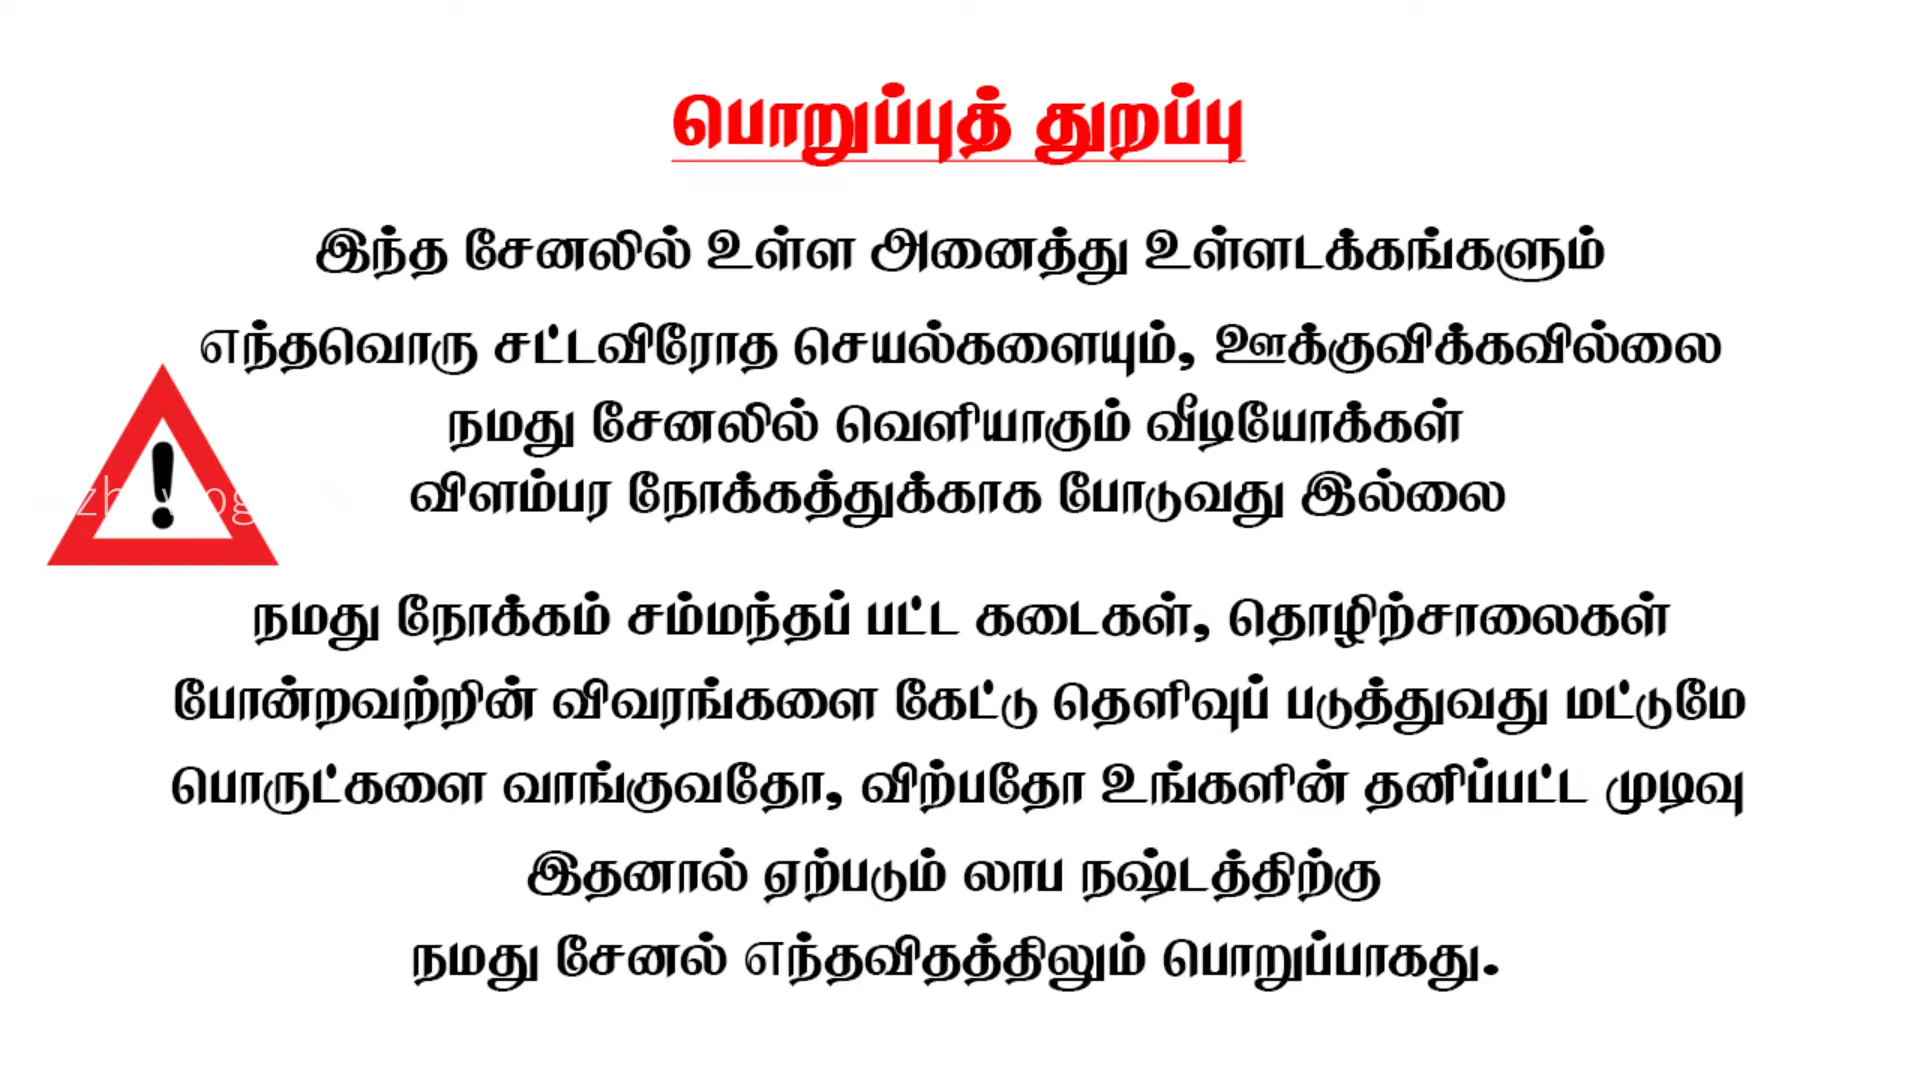 பொறுப்புத் துறப்பு
இந்த சேனலில் உள்ள அனைத்து உள்ளடக்கங்களும்
எந்தவொரு சட்டவிரோத செயல்களையும், ஊக்குவிக்கவில்லை
நமது சேனலில் வெளியாகும் வீடியோக்கள்
விளம்பர நோக்கத்துக்காக போடுவது இல்லை
நமது நோக்கம் சம்மந்தப் பட்ட கடைகள், தொழிற்சாலைகள்
போன்றவற்றின் விவரங்களை கேட்டு தெளிவுப் படுத்துவது மட்டுமே
பொருட்களை வாங்குவதோ, விற்பதோ உங்களின் தனிப்பட்ட முடிவு
இதனால் ஏற்படும் லாப நஷ்டத்திற்கு
நமது சேனல் எந்தவிதத்திலும் பொறுப்பாகது.